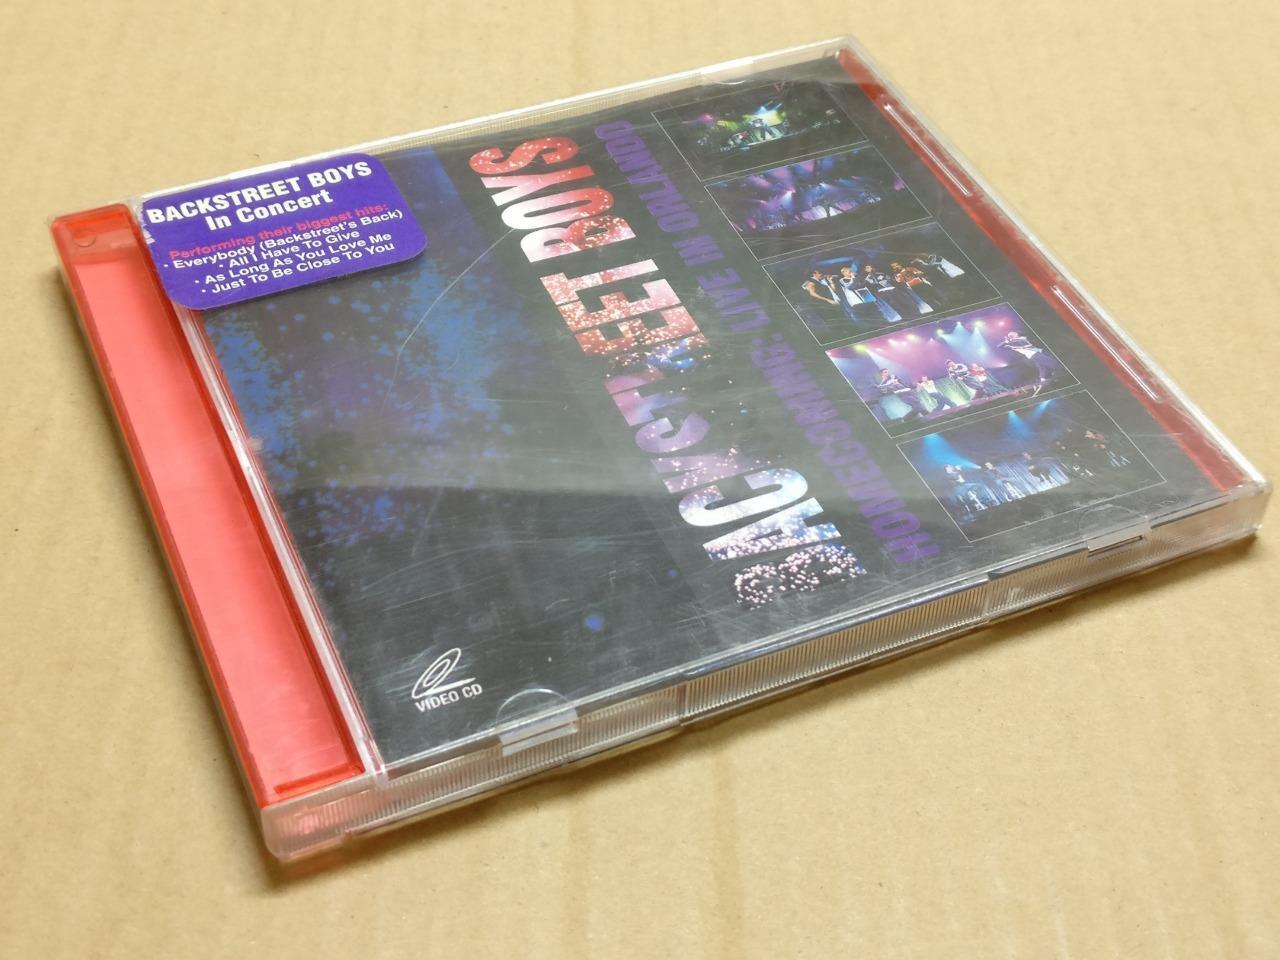 BACKSTREET BOYS
In Concert
Performing their biggest hits:
• Everybody (Backstreet's Back)
• All I Have To Give
• As Long As You Love Me
• Just To Be Close To You
BACKSTREET BOYS
HOMECOMING: LIVE IN ORLANDO
VIDEO CD